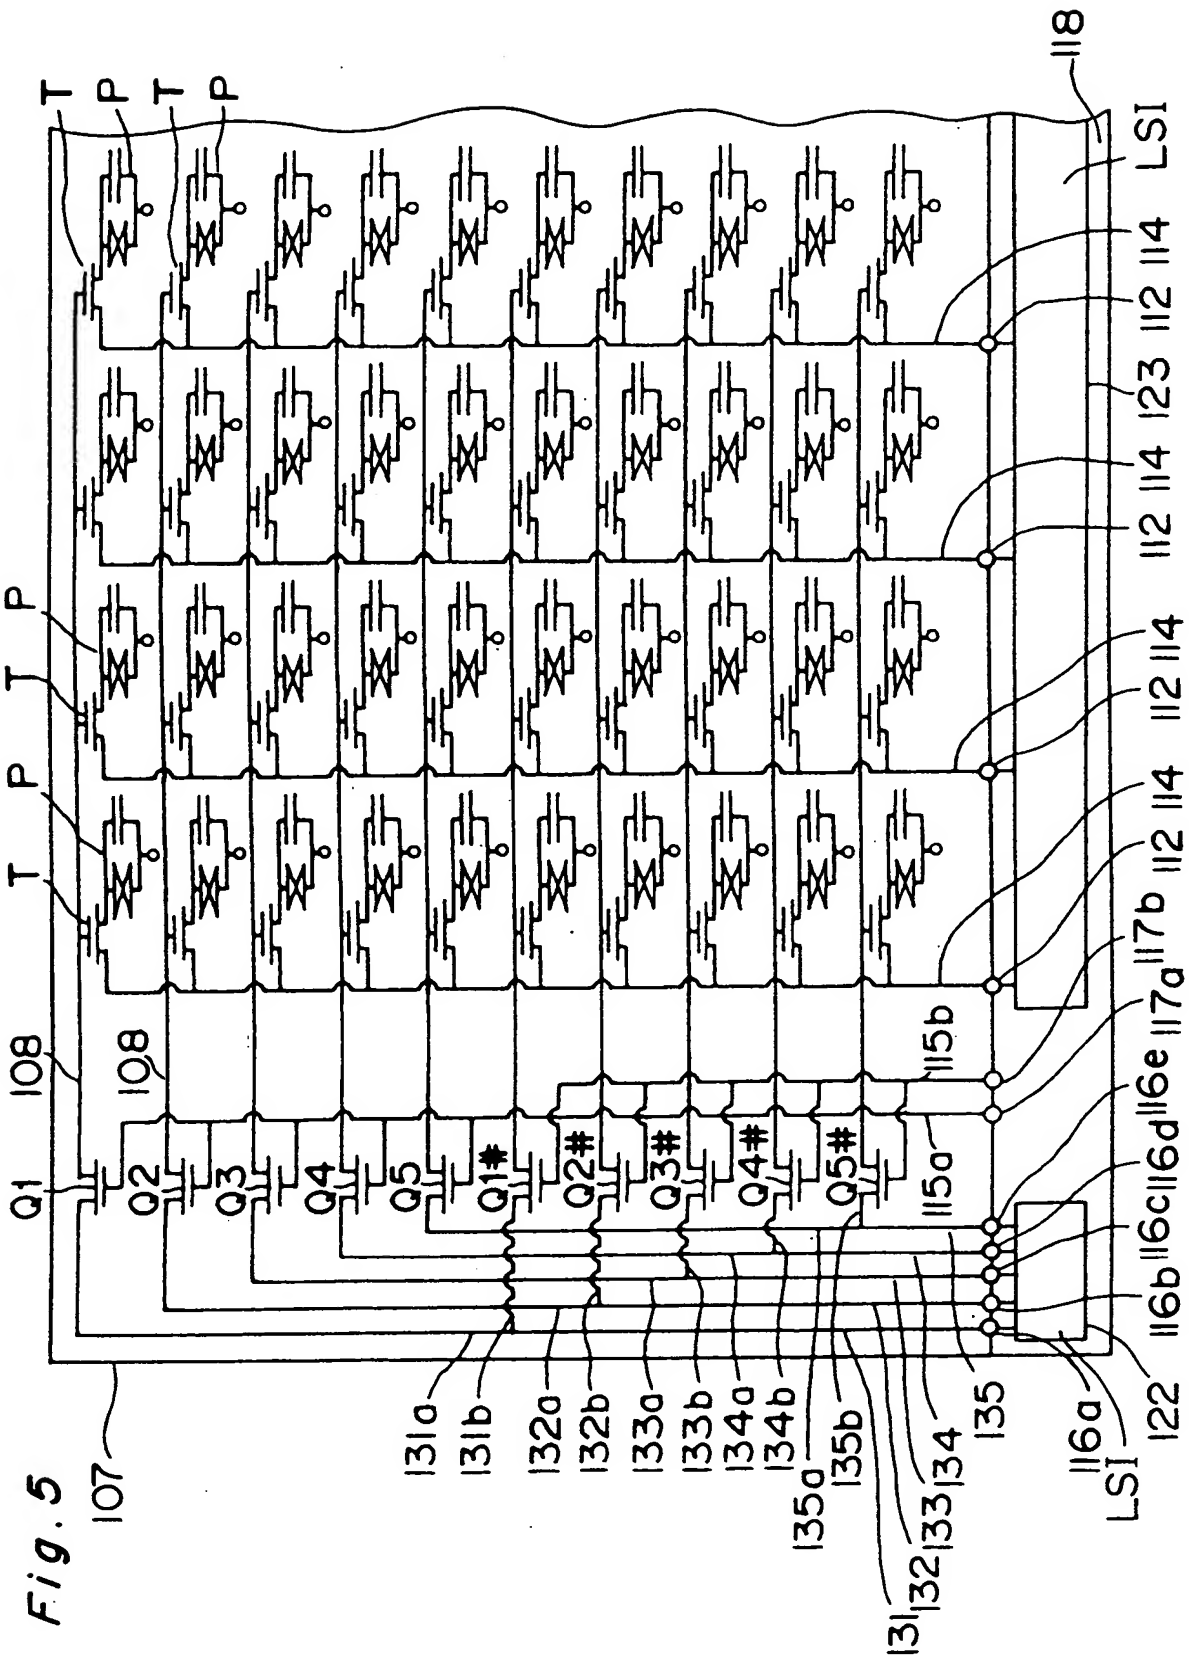 Fig. 5
107
Q1
108
T
P
T
P
T
P
T
P
Q2
108
Q3
Q4
Q5
Q1#
Q2#
Q3#
Q4#
Q5#
115a
115b
131a
131b
132a
132b
133a
133b
134a
134b
135a
135b
131
132
133
134
135
116a
LSI
122
116b
116c
116d
116e
117a
117b
112
114
112
114
112
114
123
112
114
LSI
118